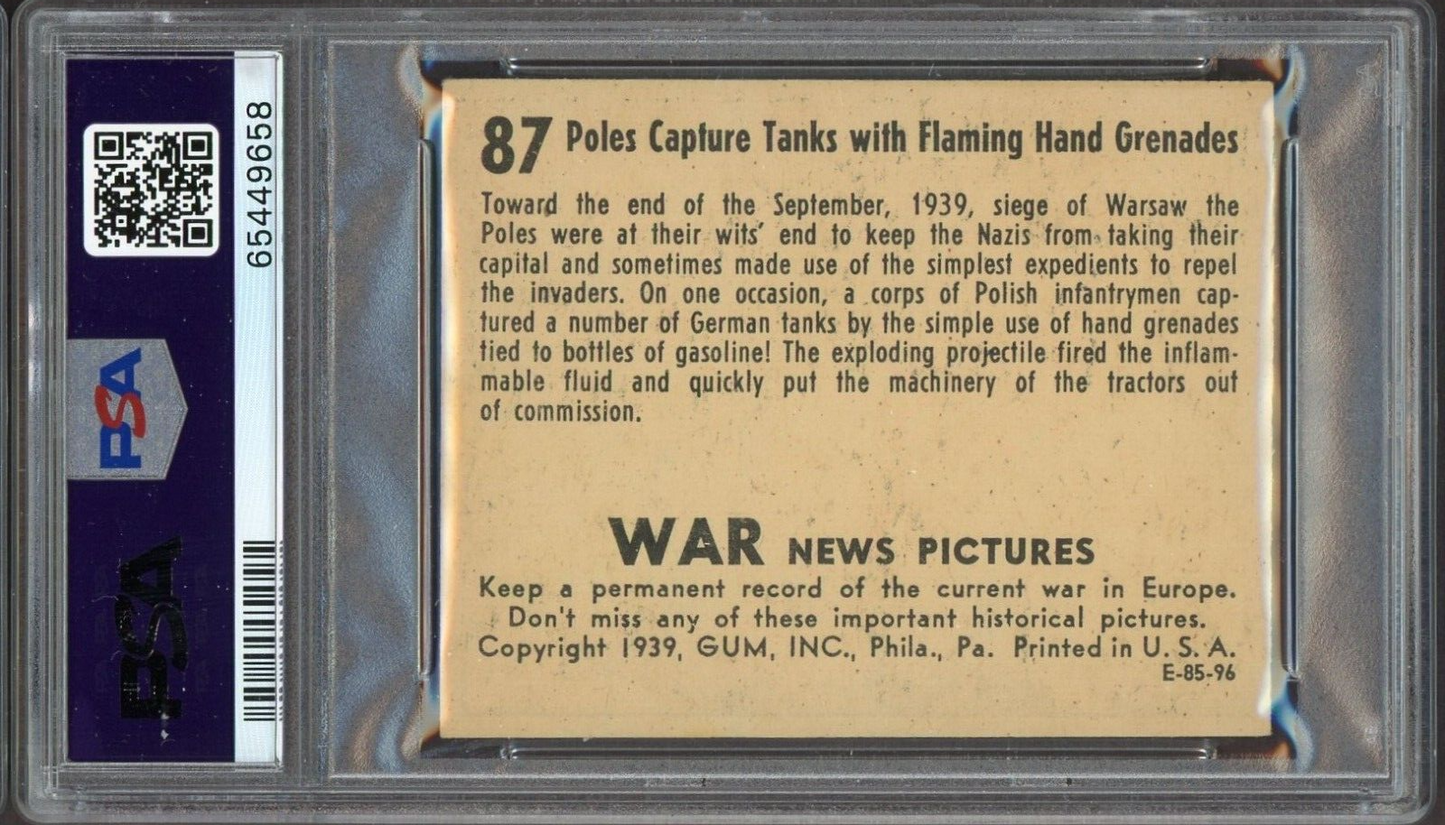 65449658
PSA
PSA
87 Poles Capture Tanks with Flaming Hand Grenades
Toward the end of the September, 1939, siege of Warsaw the
Poles were at their wits' end to keep the Nazis from taking their
capital and sometimes made use of the simplest expedients to repel
the invaders. On one occasion, a corps of Polish infantrymen cap-
tured a number of German tanks by the simple use of hand grenades
tied to bottles of gasoline! The exploding projectile fired the inflam-
mable fluid and quickly put the machinery of the tractors out
of commission.
WAR NEWS PICTURES
Keep a permanent record of the current war in Europe.
Don't miss any of these important historical pictures.
Copyright 1939, GUM, INC., Phila., Pa. Printed in U. S. A.
E-85-96